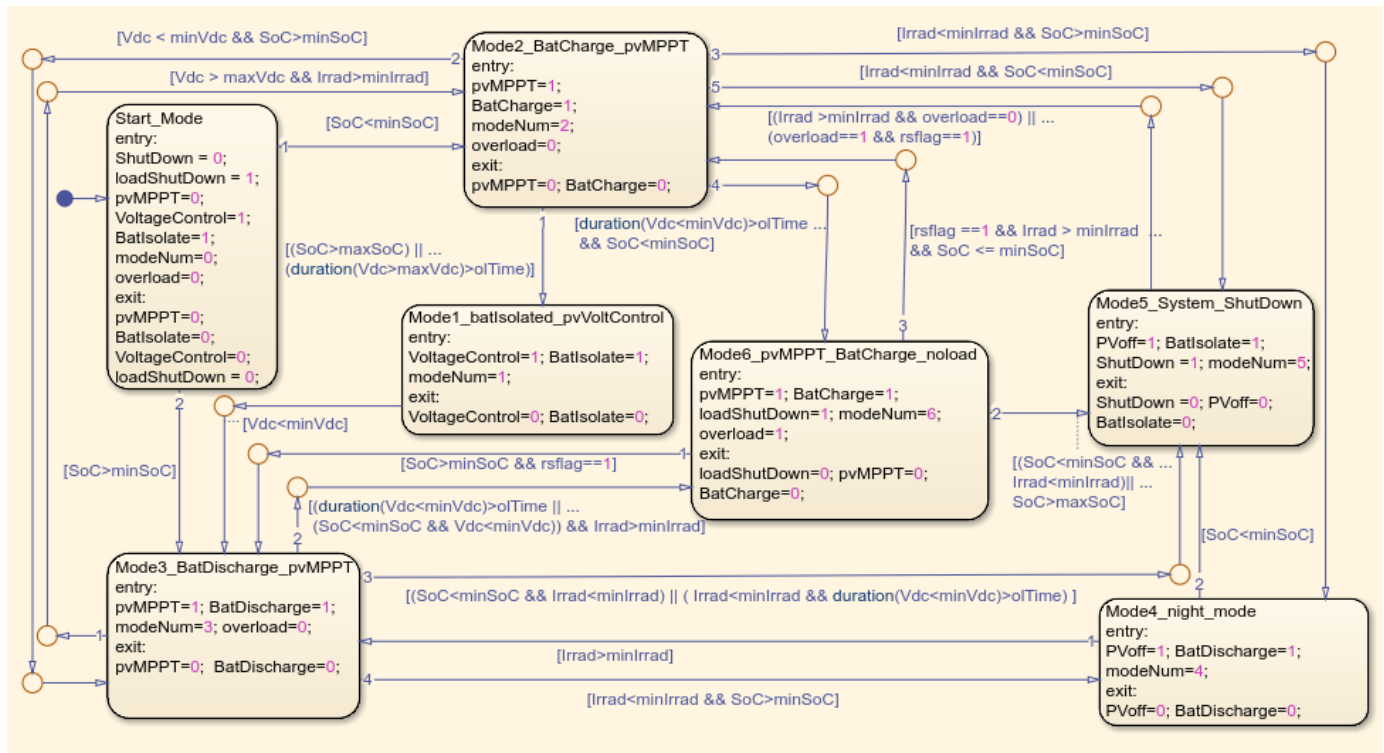 [Vdc < minVdc && SoC>minSoC]
2
[Vdc > maxVdc && Irrad>minIrrad]
Start_Mode
entry:
ShutDown = 0;
loadShutDown = 1;
pvMPPT=0;
VoltageControl=1;
BatIsolate=1;
modeNum=0;
overload=0;
exit:
pvMPPT=0;
BatIsolate=0;
VoltageControl=0;
loadShutDown = 0;
1
[SoC<minSoC]
2
[SoC>minSoC]
Mode2_BatCharge_pvMPPT
entry:
pvMPPT=1;
BatCharge=1;
modeNum=2;
overload=0;
exit:
pvMPPT=0; BatCharge=0;
3
[Irrad<minIrrad && SoC>minSoC]
5
[Irrad<minIrrad && SoC<minSoC]
[(Irrad >minIrrad && overload==0) || ...
(overload==1 && rsflag==1)]
4
[duration(Vdc<minVdc)>olTime ...
&& SoC<minSoC]
1
[(SoC>maxSoC) || ...
(duration(Vdc>maxVdc)>olTime)]
[rsflag ==1 && Irrad > minIrrad ...
&& SoC <= minSoC]
3
Mode1_batIsolated_pvVoltControl
entry:
VoltageControl=1; BatIsolate=1;
modeNum=1;
exit:
VoltageControl=0; BatIsolate=0;
[Vdc<minVdc]
Mode6_pvMPPT_BatCharge_noload
entry:
pvMPPT=1; BatCharge=1;
loadShutDown=1; modeNum=6;
overload=1;
exit:
loadShutDown=0; pvMPPT=0;
BatCharge=0;
Mode5_System_ShutDown
entry:
PVoff=1; BatIsolate=1;
ShutDown =1; modeNum=5;
exit:
ShutDown =0; PVoff=0;
BatIsolate=0;
1
2
[SoC>minSoC && rsflag==1]
1
2
[(SoC<minSoC && ...
Irrad<minIrrad)|| ...
SoC>maxSoC]
[(duration(Vdc<minVdc)>olTime || ...
(SoC<minSoC && Vdc<minVdc)) && Irrad>minIrrad]
2
[SoC<minSoC]
Mode3_BatDischarge_pvMPPT
entry:
pvMPPT=1; BatDischarge=1;
modeNum=3; overload=0;
exit:
pvMPPT=0; BatDischarge=0;
1
3
[(SoC<minSoC && Irrad<minIrrad) || ( Irrad<minIrrad && duration(Vdc<minVdc)>olTime) ]
1
[Irrad>minIrrad]
4
[Irrad<minIrrad && SoC>minSoC]
Mode4_night_mode
entry:
PVoff=1; BatDischarge=1;
modeNum=4;
exit:
PVoff=0; BatDischarge=0;